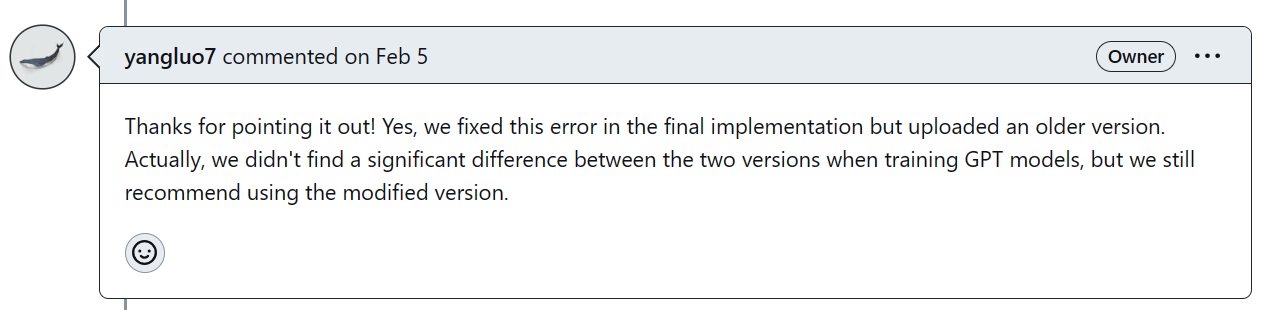 yangluo7 commented on Feb 5
Owner
Thanks for pointing it out! Yes, we fixed this error in the final implementation but uploaded an older version.
Actually, we didn't find a significant difference between the two versions when training GPT models, but we still
recommend using the modified version.